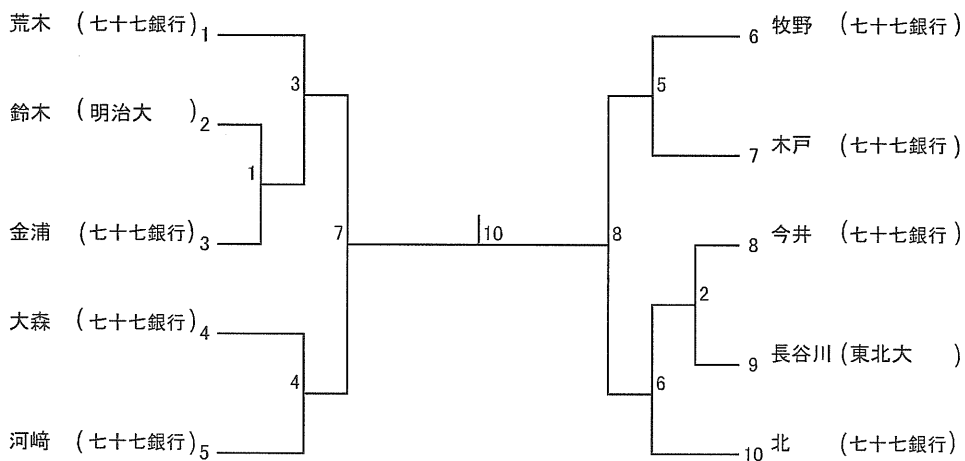 荒木 (七十七銀行) 1
3
鈴木 (明治大 ) 2
1
金浦 (七十七銀行) 3
7
大森 (七十七銀行) 4
4
河﨑 (七十七銀行) 5
10
6 牧野 (七十七銀行)
5
7 木戸 (七十七銀行)
8
8 今井 (七十七銀行)
2
9 長谷川 (東北大 )
6
10 北 (七十七銀行)